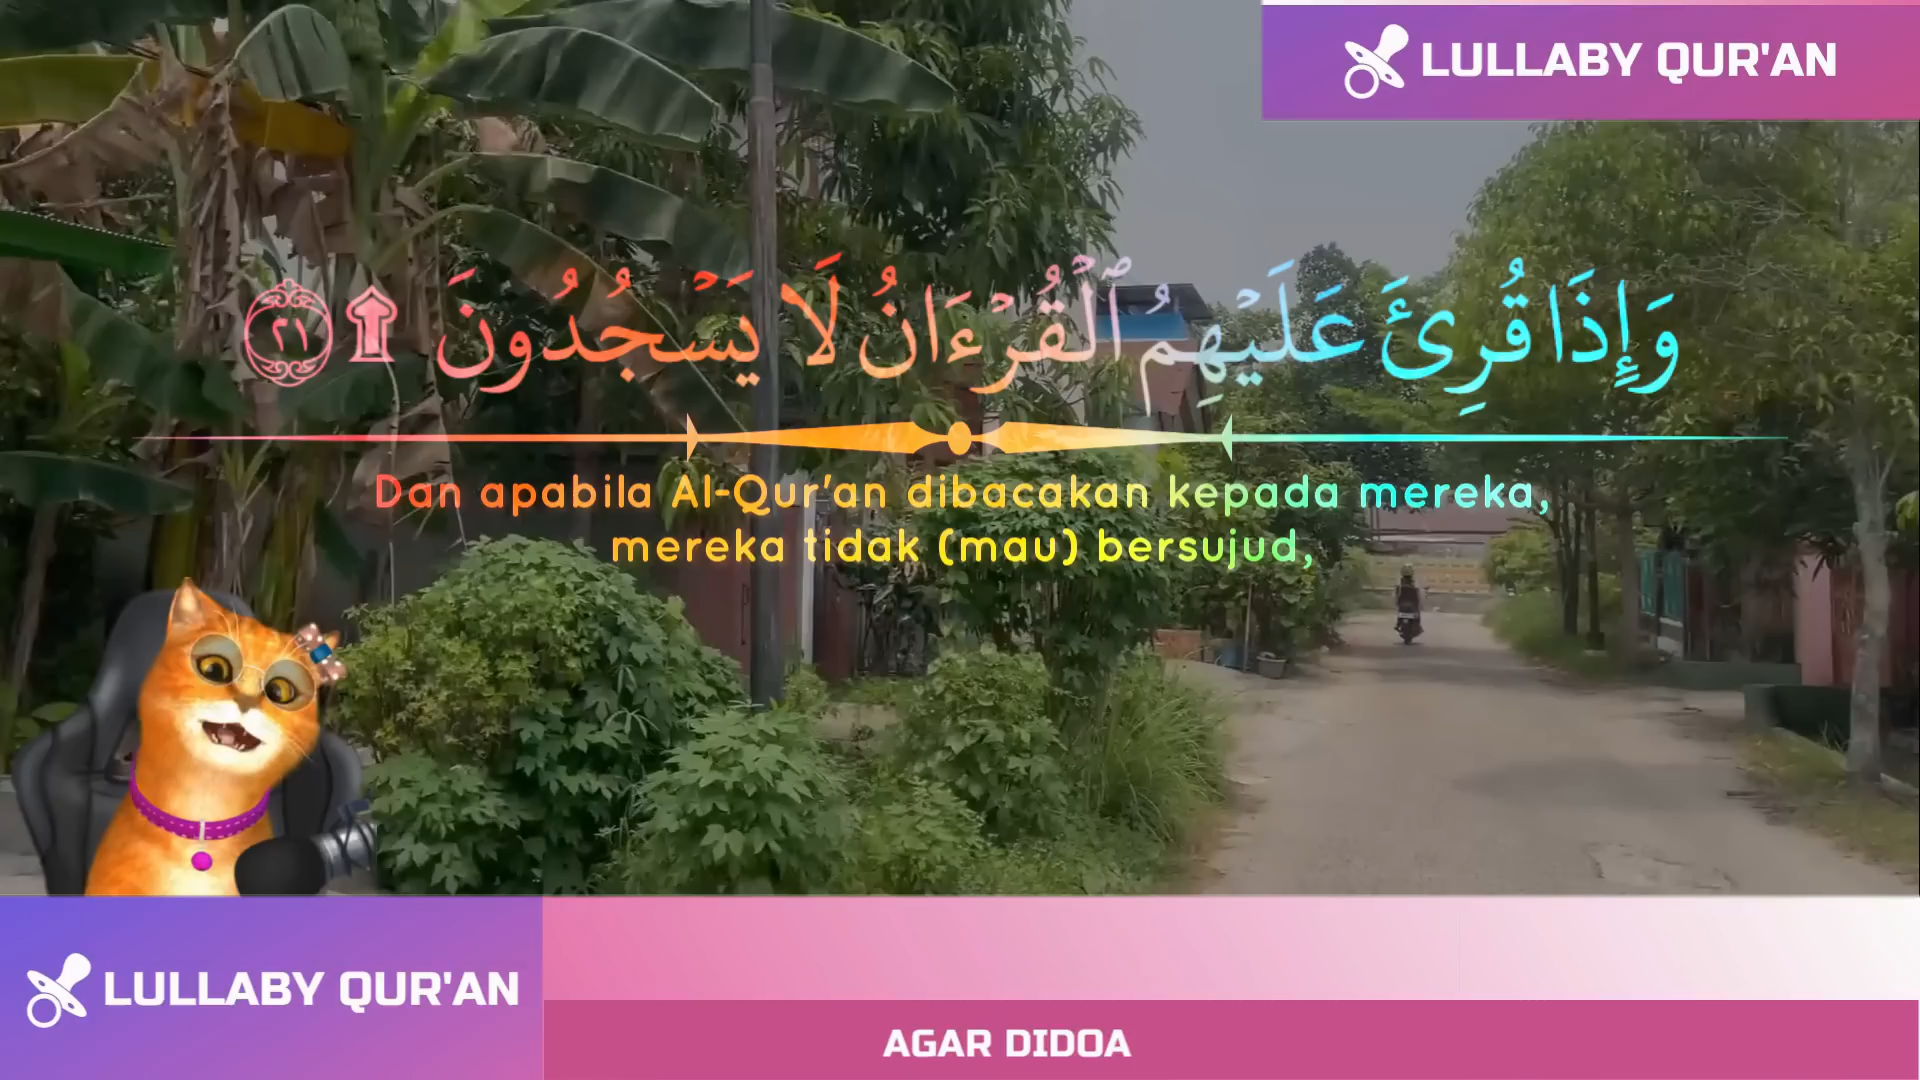 LULLABY QUR'AN
وَإِذَا قُرِئَ عَلَيْهِمُ ٱلْقُرْءَانُ لَا يَسْجُدُونَ ۩ ٢١
Dan apabila Al-Qur'an dibacakan kepada mereka,
mereka tidak (mau) bersujud,
LULLABY QUR'AN
AGAR DIDOA